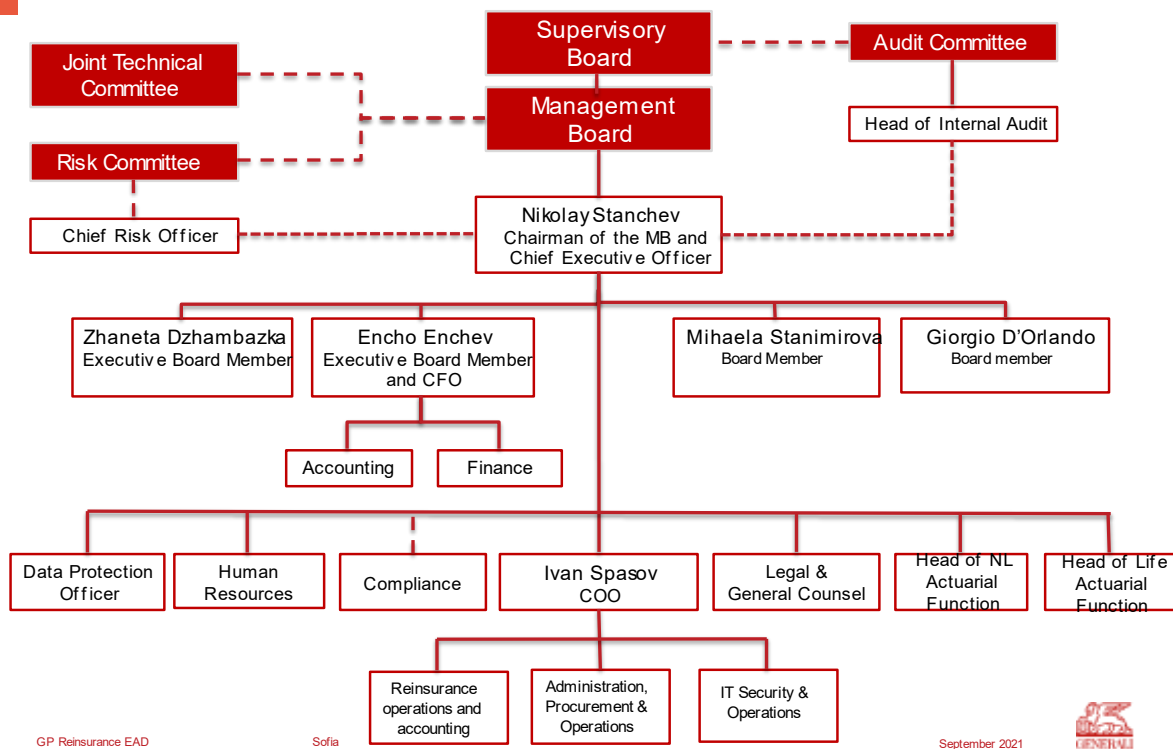 Supervisory
Board
Audit Committee
Joint Technical
Committee
Management
Board
Head of Internal Audit
Risk Committee
Chief Risk Officer
Nikolay Stanchev
Chairman of the MB and
Chief Executive Officer
Zhaneta Dzhambazka
Executive Board Member
Encho Enchev
Executive Board Member
and CFO
Mihaela Stanimirova
Board Member
Giorgio D'Orlando
Board member
Accounting
Finance
Data Protection
Officer
Human
Resources
Compliance
Ivan Spasov
COO
Legal &
General Counsel
Head of NL
Actuarial
Function
Head of Life
Actuarial
Function
Reinsurance
operations and
accounting
Administration,
Procurement &
Operations
IT Security &
Operations
GP Reinsurance EAD
Sofia
September 2021
GENERALI